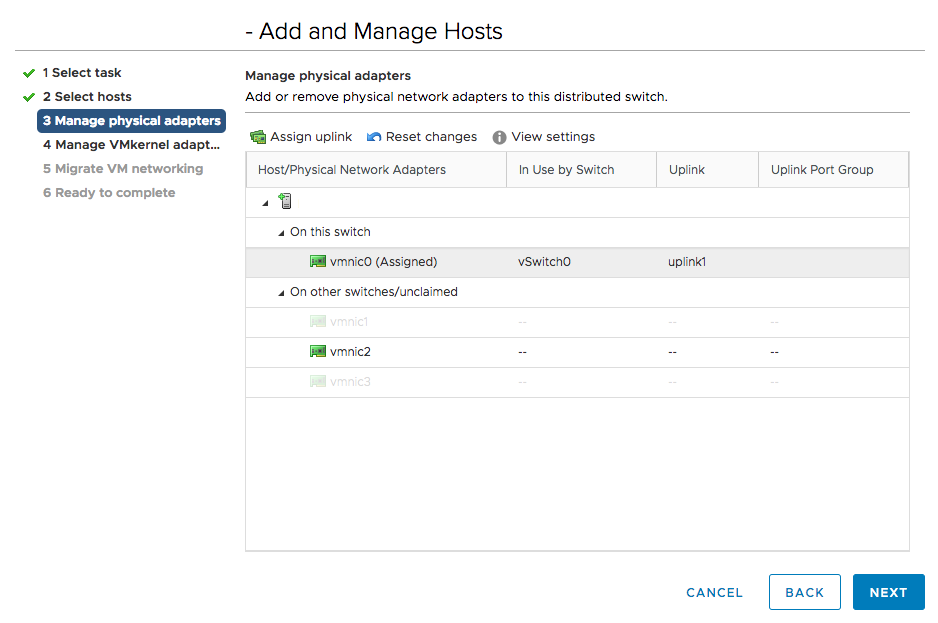 - Add and Manage Hosts
1 Select task
2 Select hosts
3 Manage physical adapters
4 Manage VMkernel adapt...
5 Migrate VM networking
6 Ready to complete
Manage physical adapters
Add or remove physical network adapters to this distributed switch.
Assign uplink Reset changes View settings
Host/Physical Network Adapters In Use by Switch Uplink Uplink Port Group
On this switch
vmnic0 (Assigned) vSwitch0 uplink1
On other switches/unclaimed
vmnic1 -- -- --
vmnic2 -- -- --
vmnic3 -- -- --
CANCEL BACK NEXT